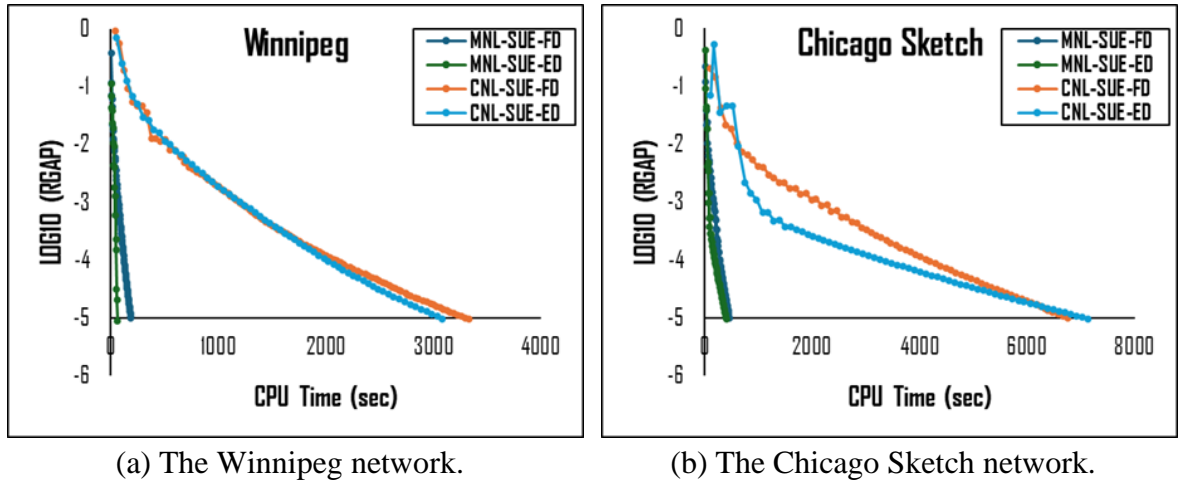 Winnipeg
MNL-SUE-FD
MNL-SUE-ED
CNL-SUE-FD
CNL-SUE-ED
LOG10 (RGAP)
0
-1
-2
-3
-4
-5
-6
0
1000
2000
3000
4000
CPU Time (sec)
(a) The Winnipeg network.
Chicago Sketch
MNL-SUE-FD
MNL-SUE-ED
CNL-SUE-FD
CNL-SUE-ED
LOG10 (RGAP)
0
-1
-2
-3
-4
-5
-6
0
2000
4000
6000
8000
CPU Time (sec)
(b) The Chicago Sketch network.